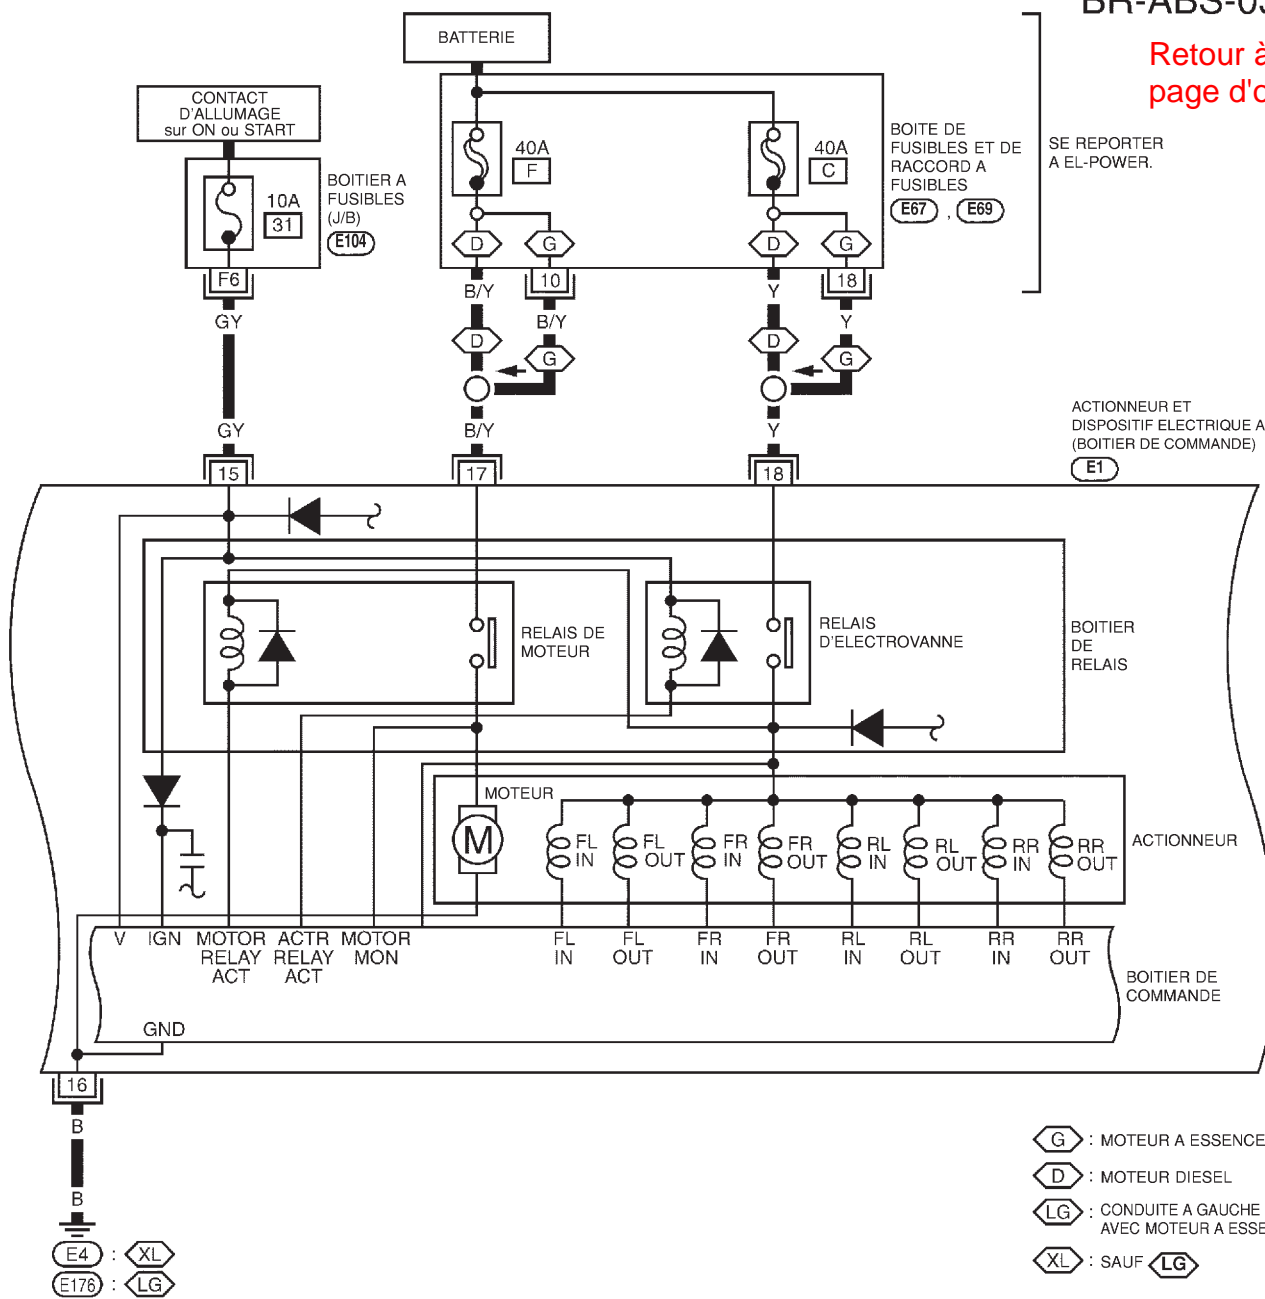 BR-ABS-03
Retour à
page d'o
BATTERIE
CONTACT
D'ALLUMAGE
sur ON ou START
10A
31
BOITIER A
FUSIBLES
(J/B)
E104
F6
40A
F
40A
C
BOITE DE
FUSIBLES ET DE
RACCORD A
FUSIBLES
E67 , E69
SE REPORTER
A EL-POWER.
D
G
D
G
B/Y
10
Y
18
GY
B/Y
Y
D
G
D
G
GY
B/Y
Y
15
17
18
ACTIONNEUR ET
DISPOSITIF ELECTRIQUE A
(BOITIER DE COMMANDE)
E1
RELAIS DE
MOTEUR
RELAIS
D'ELECTROVANNE
BOITIER
DE
RELAIS
MOTEUR
M
FL
IN
FL
OUT
FR
IN
FR
OUT
RL
IN
RL
OUT
RR
IN
RR
OUT
ACTIONNEUR
V
IGN
MOTOR
RELAY
ACT
ACTR
RELAY
ACT
MOTOR
MON
FL
IN
FL
OUT
FR
IN
FR
OUT
RL
IN
RL
OUT
RR
IN
RR
OUT
BOITIER DE
COMMANDE
GND
16
B
B
E4 : XL
E176 : LG
G : MOTEUR A ESSENCE
D : MOTEUR DIESEL
LG : CONDUITE A GAUCHE
AVEC MOTEUR A ESSE
XL : SAUF LG